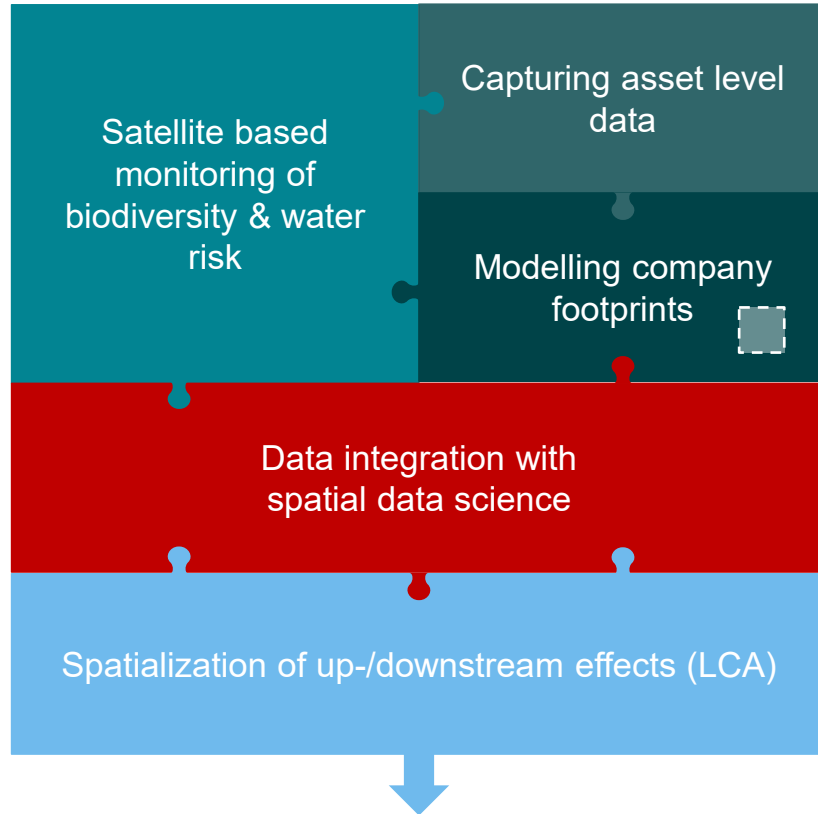 Satellite based
monitoring of
biodiversity & water
risk
Capturing asset level
data
Modelling company
footprints
Data integration with
spatial data science
Spatialization of up-/downstream effects (LCA)